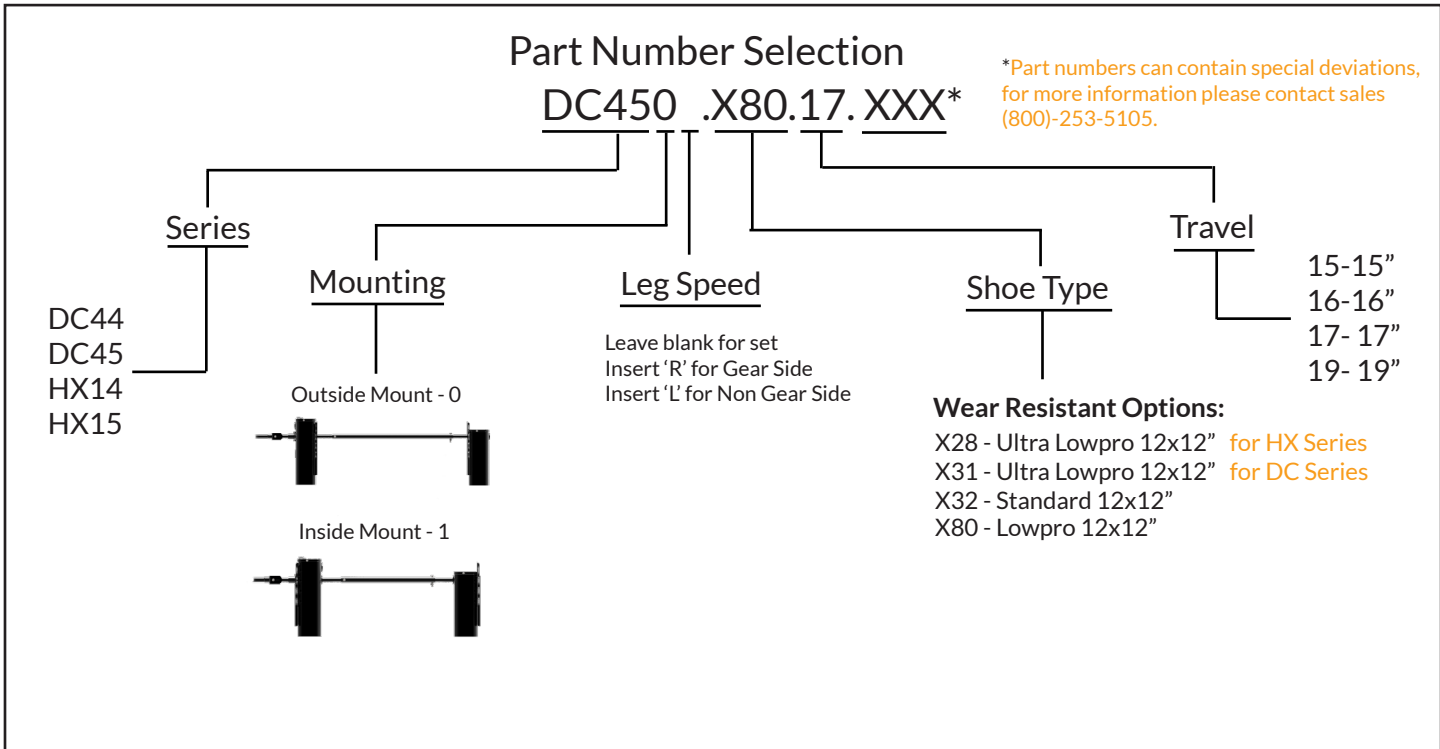 Part Number Selection
DC450 .X80.17. XXX*
*Part numbers can contain special deviations,
for more information please contact sales
(800)-253-5105.
Series
DC44
DC45
HX14
HX15
Mounting
Outside Mount - 0
Inside Mount - 1
Leg Speed
Leave blank for set
Insert ‘R’ for Gear Side
Insert ‘L’ for Non Gear Side
Shoe Type
Wear Resistant Options:
X28 - Ultra Lowpro 12x12” for HX Series
X31 - Ultra Lowpro 12x12” for DC Series
X32 - Standard 12x12”
X80 - Lowpro 12x12”
Travel
15-15”
16-16”
17- 17”
19- 19”